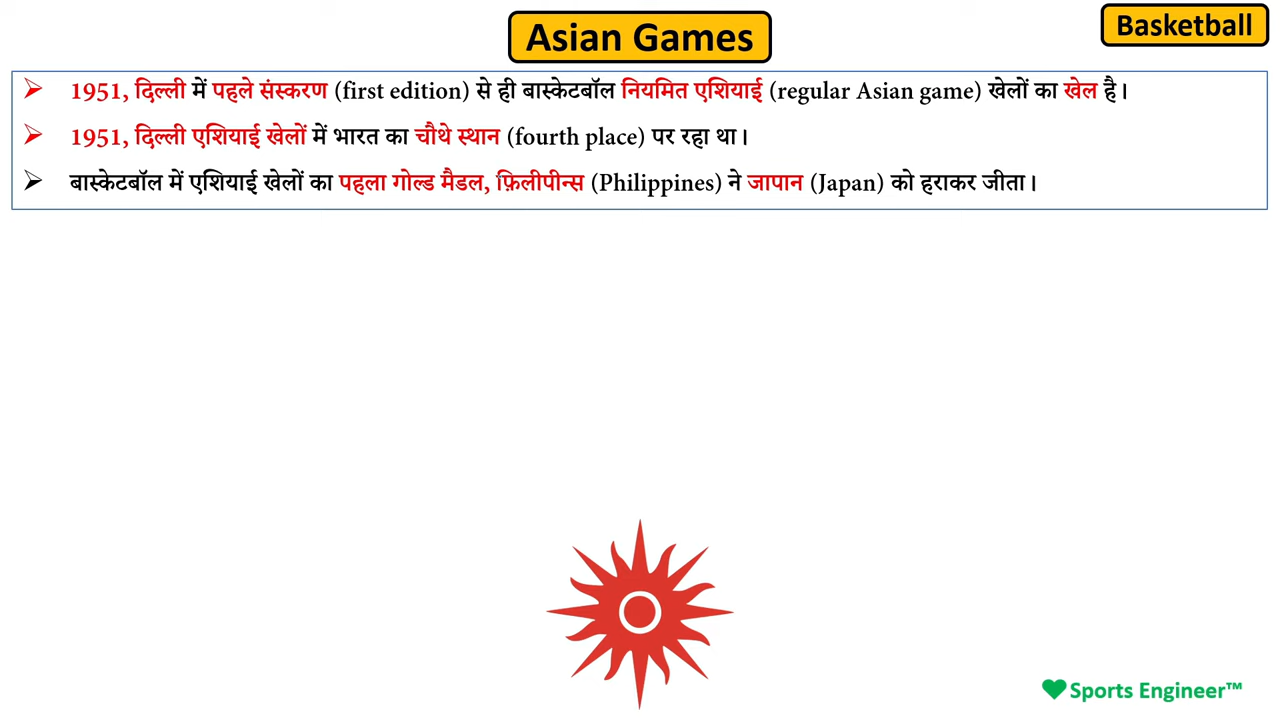 Asian Games
Basketball
➢ 1951, दिल्ली में पहले संस्करण (first edition) से ही बास्केटबॉल नियमित एशियाई (regular Asian game) खेलों का खेल है।
➢ 1951, दिल्ली एशियाई खेलों में भारत का चौथे स्थान (fourth place) पर रहा था।
➢ बास्केटबॉल में एशियाई खेलों का पहला गोल्ड मैडल, फ़िलीपीन्स (Philippines) ने जापान (Japan) को हराकर जीता।
Sports Engineer™